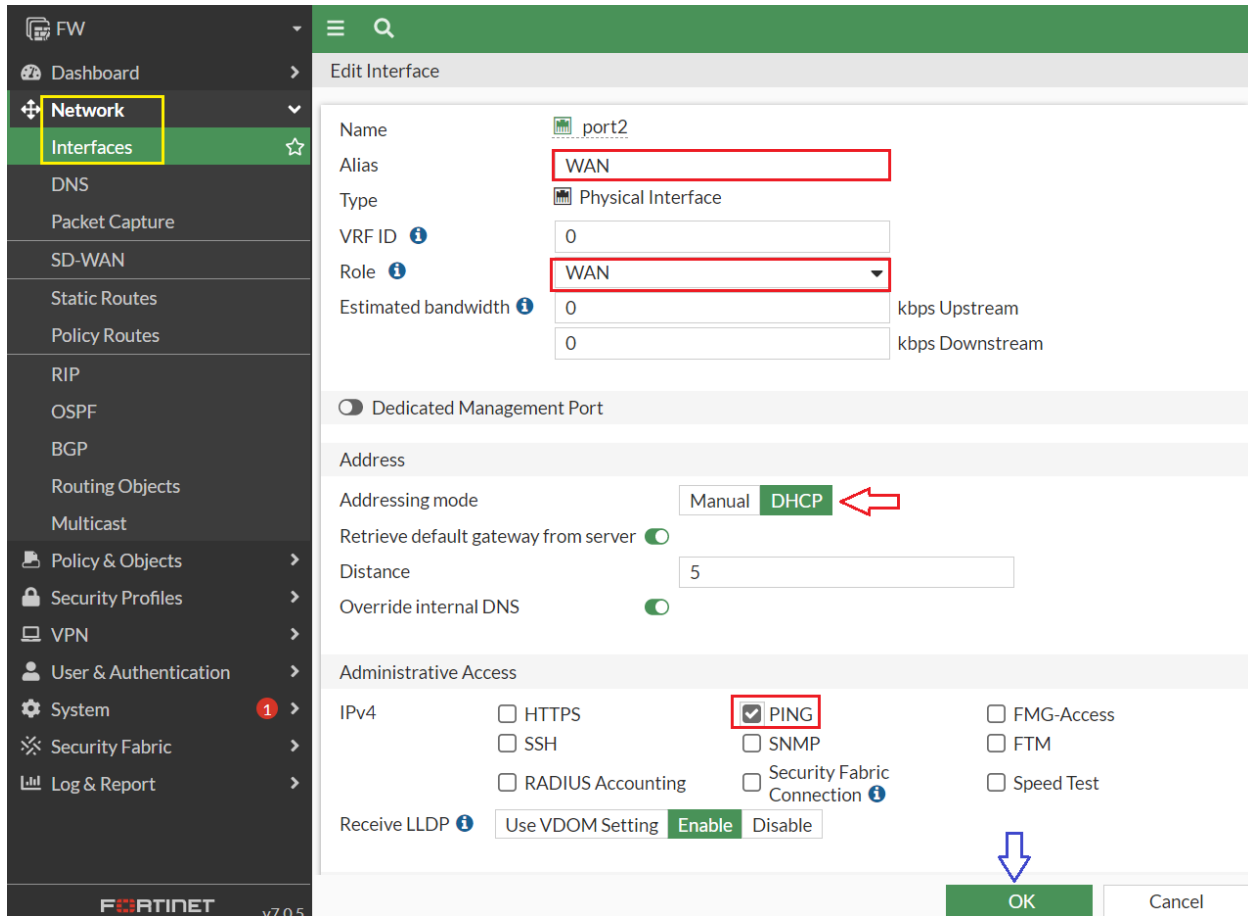 FW
Dashboard
Network
Interfaces
DNS
Packet Capture
SD-WAN
Static Routes
Policy Routes
RIP
OSPF
BGP
Routing Objects
Multicast
Policy & Objects
Security Profiles
VPN
User & Authentication
System 1
Security Fabric
Log & Report
FORTINET v7.0.5
Edit Interface
Name port2
Alias WAN
Type Physical Interface
VRF ID 0
Role WAN
Estimated bandwidth 0 kbps Upstream
0 kbps Downstream
Dedicated Management Port
Address
Addressing mode Manual DHCP
Retrieve default gateway from server
Distance 5
Override internal DNS
Administrative Access
IPv4 HTTPS PING FMG-Access
SSH SNMP FTM
RADIUS Accounting Security Fabric Connection Speed Test
Receive LLDP Use VDOM Setting Enable Disable
OK Cancel